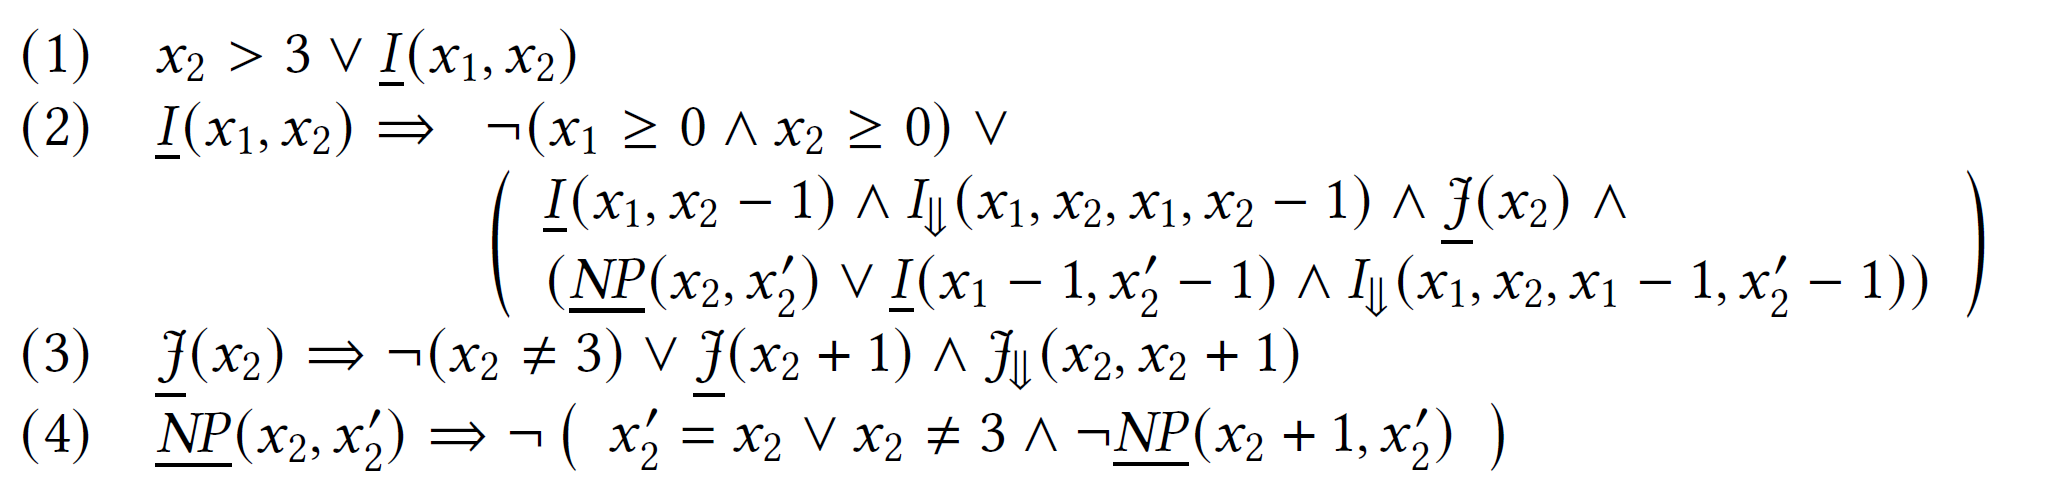 (1) x₂ > 3 ∨ I(x₁, x₂)
(2) I(x₁, x₂) ⟹ ¬(x₁ ≥ 0 ∧ x₂ ≥ 0) ∨
( I(x₁, x₂ − 1) ∧ I⇓(x₁, x₂, x₁, x₂ − 1) ∧ J(x₂) ∧
(NP(x₂, x₂′) ∨ I(x₁ − 1, x₂′ − 1) ∧ I⇓(x₁, x₂, x₁ − 1, x₂′ − 1)) )
(3) J(x₂) ⟹ ¬(x₂ ≠ 3) ∨ J(x₂ + 1) ∧ J⇓(x₂, x₂ + 1)
(4) NP(x₂, x₂′) ⟹ ¬ ( x₂′ = x₂ ∨ x₂ ≠ 3 ∧ ¬NP(x₂ + 1, x₂′) )